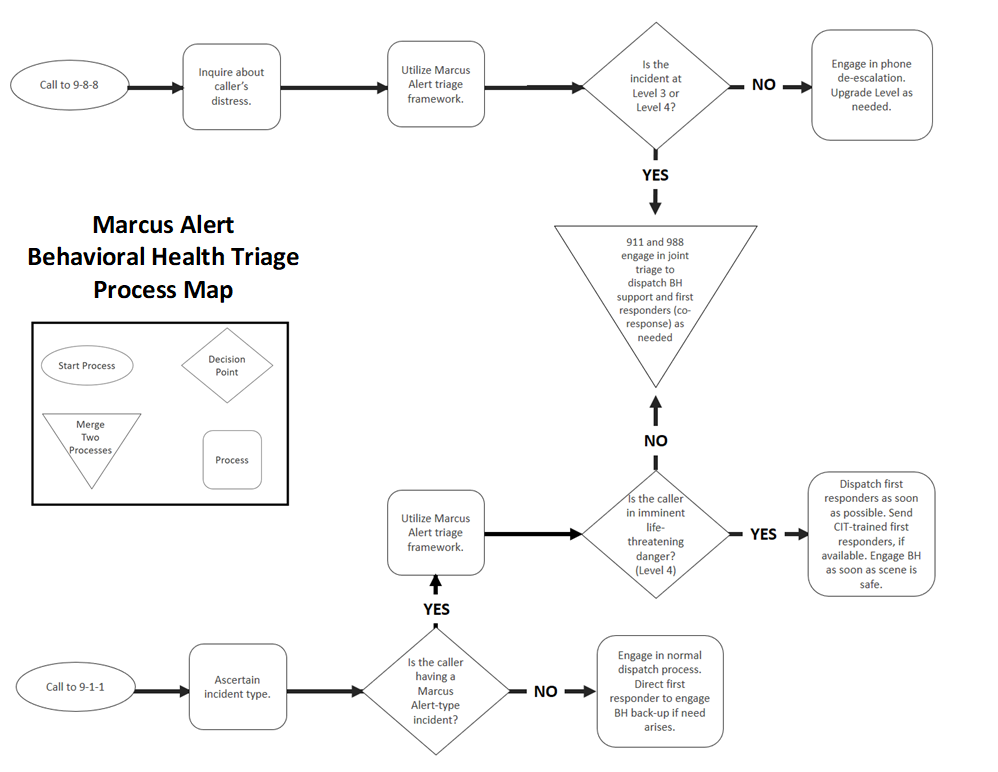 Call to 9-8-8
Inquire about
caller's
distress.
Utilize Marcus
Alert triage
framework.
Is the
incident at
Level 3 or
Level 4?
NO
Engage in phone
de-escalation.
Upgrade Level as
needed.
YES
911 and 988
engage in joint
triage to
dispatch BH
support and first
responders (co-
response) as
needed
Marcus Alert
Behavioral Health Triage
Process Map
Start Process
Decision
Point
Merge
Two
Processes
Process
NO
Utilize Marcus
Alert triage
framework.
Is the caller
in imminent
life-
threatening
danger?
(Level 4)
YES
Dispatch first
responders as soon
as possible. Send
CIT-trained first
responders, if
available. Engage BH
as soon as scene is
safe.
YES
Call to 9-1-1
Ascertain
incident type.
Is the caller
having a
Marcus
Alert-type
incident?
NO
Engage in normal
dispatch process.
Direct first
responder to engage
BH back-up if need
arises.